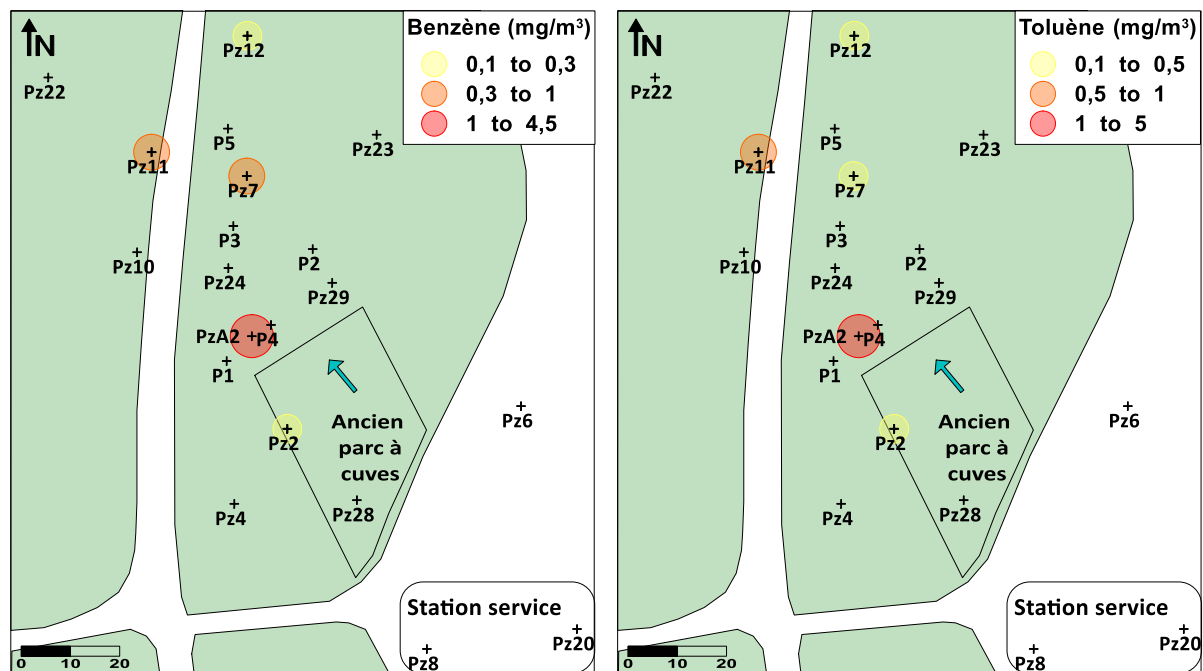 Benzène (mg/m³)
0,1 to 0,3
0,3 to 1
1 to 4,5
N
Pz12
Pz22
P5
Pz23
Pz11
Pz7
P3
P2
Pz10
Pz24
Pz29
PzA2
P4
P1
Ancien
parc à
cuves
Pz6
Pz2
Pz4
Pz28
Station service
Pz20
Pz8
0 10 20
Toluène (mg/m³)
0,1 to 0,5
0,5 to 1
1 to 5
N
Pz12
Pz22
P5
Pz23
Pz11
Pz7
P3
P2
Pz10
Pz24
Pz29
PzA2
P4
P1
Ancien
parc à
cuves
Pz6
Pz2
Pz4
Pz28
Station service
Pz20
Pz8
0 10 20